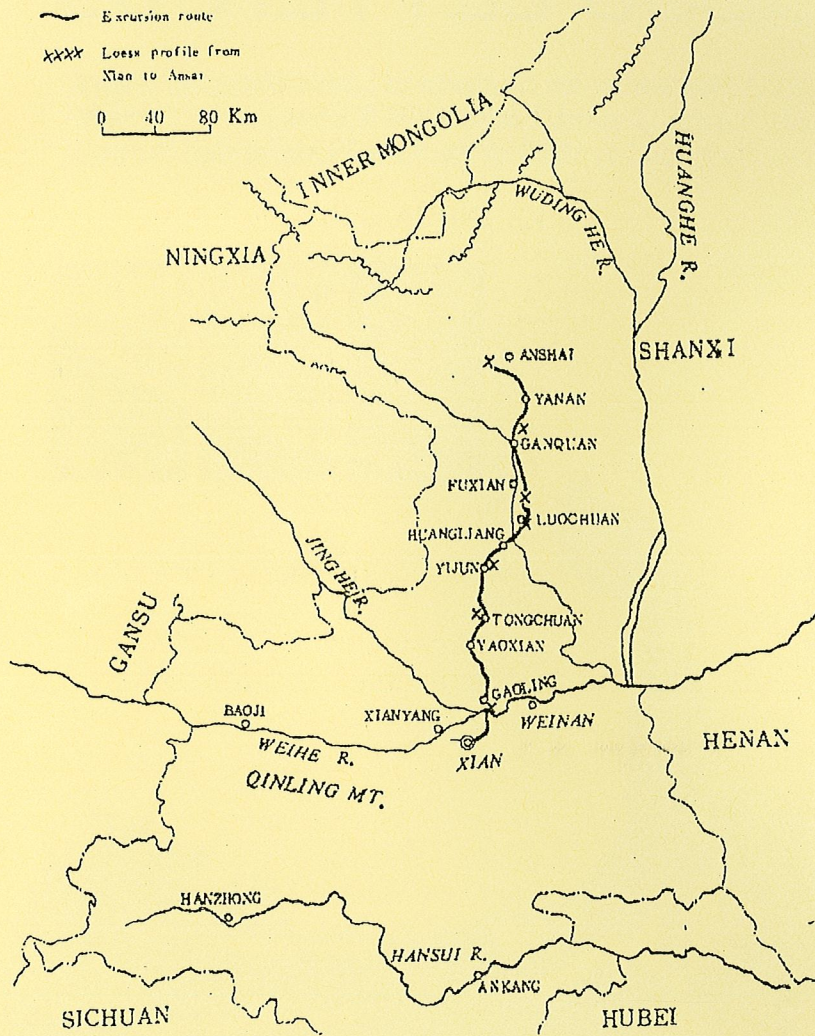 Excursion route
xxxx Loess profile from
Xian to Ansai
0 40 80 Km
INNER MONGOLIA
HUANGHE R.
WUDING HE R.
NINGXIA
SHANXI
ANSHAI
YANAN
GANQUAN
FUXIAN
LUOCHUAN
HUANGLIANG
JINGHE R.
YIJUN
TONGCHUAN
GANSU
YAOXIAN
GAOLING
BAOJI
XIANYANG
WEINAN
WEIHE R.
XIAN
HENAN
QINLING MT.
HANZHONG
HANSUI R.
ANKANG
SICHUAN
HUBEI